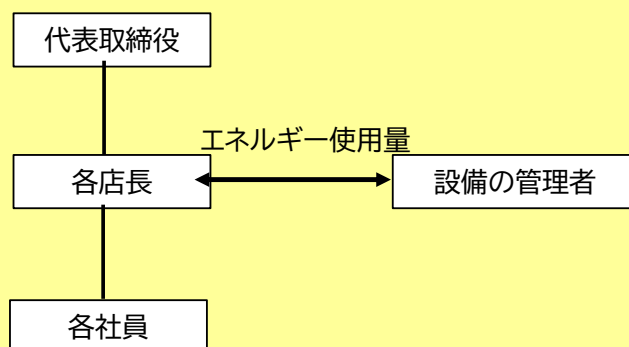 代表取締役
エネルギー使用量
各店長
設備の管理者
各社員